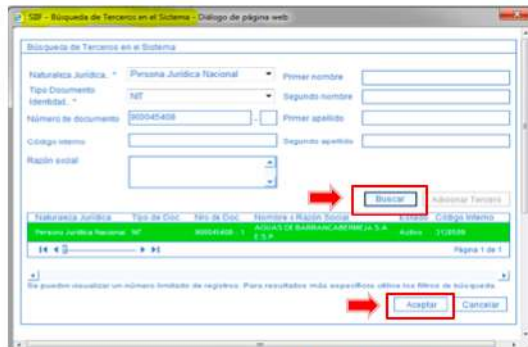 SIIF - Búsqueda de Terceros en el Sistema - Diálogo de página web
Búsqueda de Terceros en el Sistema
Naturaleza Jurídica. * Persona Jurídica Nacional Primer nombre
Tipo Documento Identidad. * NIT Segundo nombre
Número de documento 900045408 - Primer apellido
Código Interno Segundo apellido
Razón social
Buscar Adicionar Tercero
Naturaleza Jurídica Tipo de Doc. Nro de Doc. Nombre o Razón Social Estado Código Interno
Persona Jurídica Nacional NIT 900045408 - 1 AGUAS DE BARRANCABERMEJA S.A. E.S.P. Activo
Página 1 de 1
Se pueden visualizar un número limitado de registros. Para resultados más específicos utilice los filtros de búsqueda.
Aceptar Cancelar